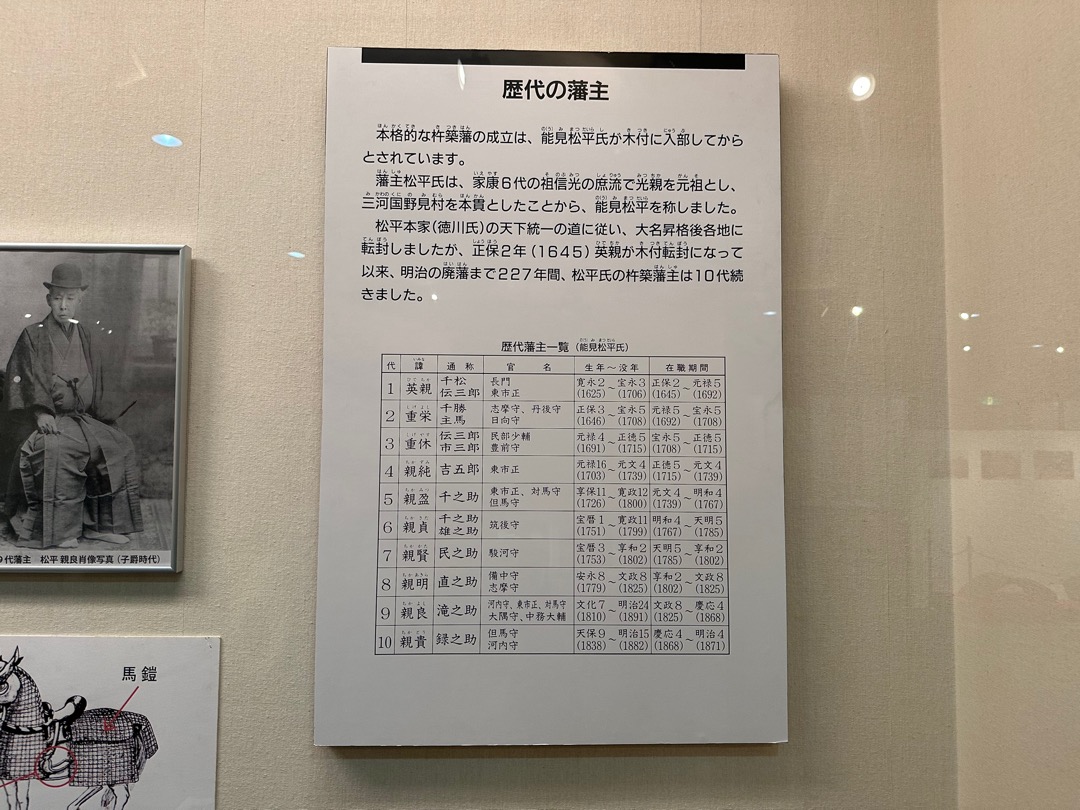 歴代の藩主
本格的な杵築藩の成立は、能見松平氏が木付に入部してから
とされています。
藩主松平氏は、家康6代の祖信光の庶流で光親を元祖とし、
三河国野見村を本貫としたことから、能見松平を称しました。
松平本家(徳川氏)の天下統一の道に従い、大名昇格後各地に
転封しましたが、正保2年(1645)英親が木付転封になって
以来、明治の廃藩まで227年間、松平氏の杵築藩主は10代続
きました。
歴代藩主一覧(能見松平氏)
代 諱 通称 官名 生年〜没年 在職期間
1 英親 千松 伝三郎 長門 東市正 寛永2(1625)〜宝永3(1706) 正保2(1645)〜元禄5(1692)
2 重栄 千勝 主馬 志摩守、丹後守 日向守 正保3(1646)〜宝永5(1708) 元禄5(1692)〜宝永5(1708)
3 重休 伝三郎 市三郎 民部少輔 豊前守 元禄4(1691)〜正徳5(1715) 宝永5(1708)〜正徳5(1715)
4 親純 吉五郎 東市正 元禄16(1703)〜元文4(1739) 正徳5(1715)〜元文4(1739)
5 親盈 千之助 東市正、対馬守 但馬守 享保11(1726)〜寛政12(1800) 元文4(1739)〜明和4(1767)
6 親貞 千之助 雄之助 筑後守 宝暦1(1751)〜寛政11(1799) 明和4(1767)〜天明5(1785)
7 親賢 民之助 駿河守 宝暦3(1753)〜享和2(1802) 天明5(1785)〜享和2(1802)
8 親明 直之助 備中守 志摩守 安永8(1779)〜文政8(1825) 享和2(1802)〜文政8(1825)
9 親良 滝之助 河内守、東市正、対馬守 大隅守、中務大輔 文化7(1810)〜明治24(1891) 文政8(1825)〜慶応4(1868)
10 親貴 録之助 但馬守 河内守 天保9(1838)〜明治15(1882) 慶応4(1868)〜明治4(1871)
9代藩主 松平親良肖像写真(子爵時代)
馬鎧